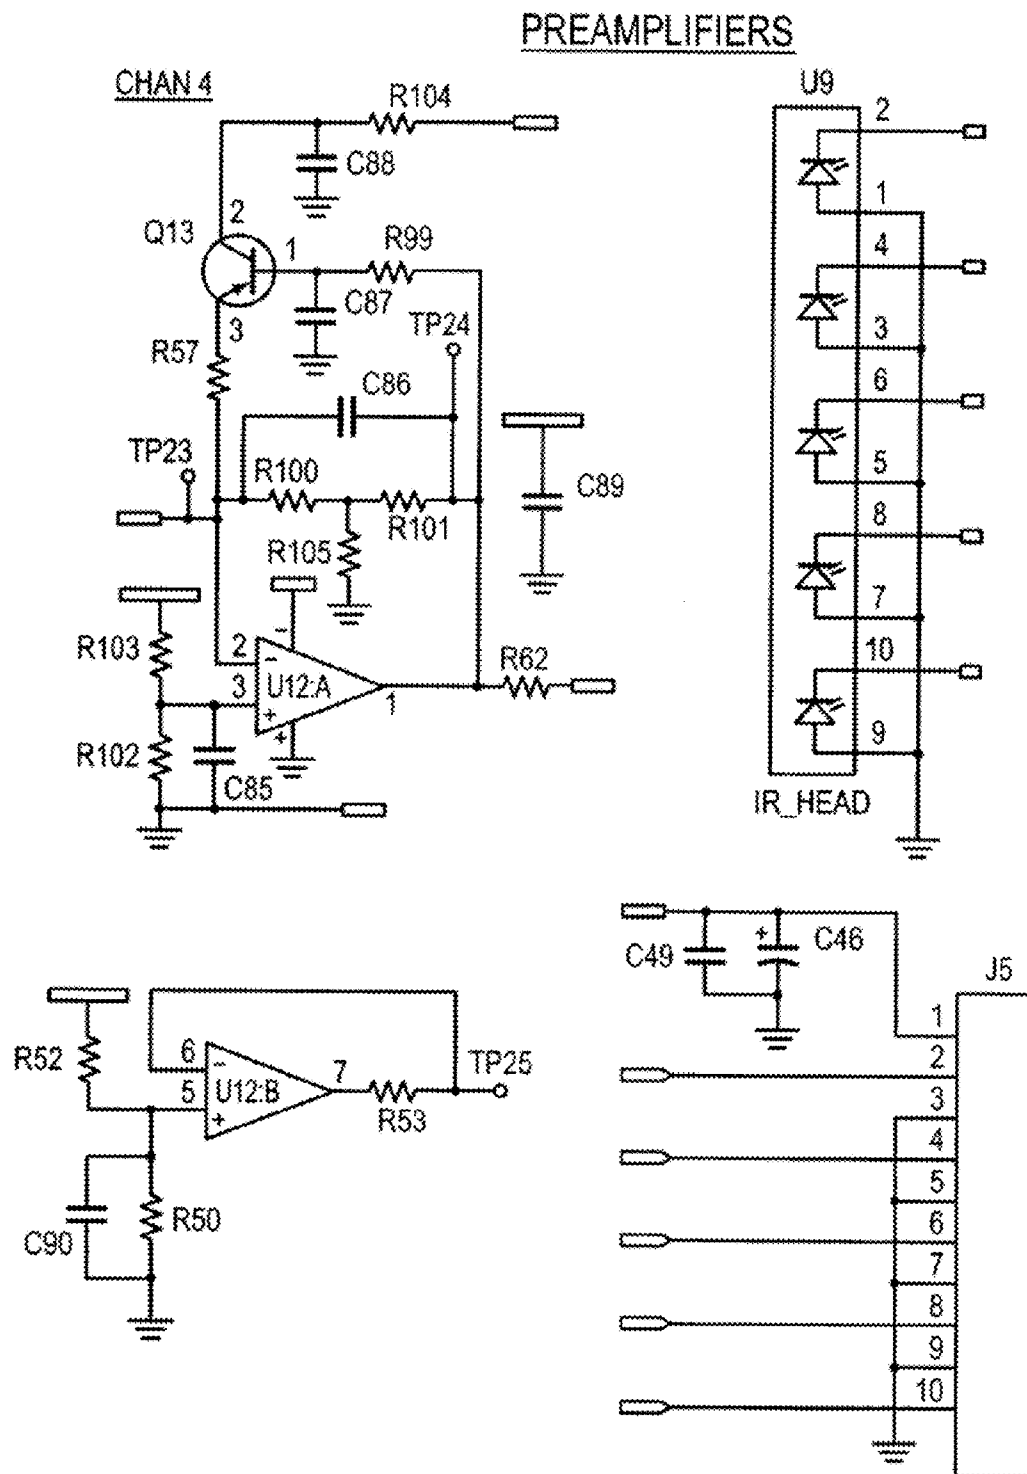 PREAMPLIFIERS
CHAN 4
R104
C88
2
Q13
1
R99
C87
3
TP24
R57
C86
TP23
R100
R101
C89
R105
R103
-
2
-
3
U12:A
+
+
1
R62
R102
C85
U9
2
1
4
3
6
5
8
7
10
9
IR_HEAD
R52
6
-
5
U12:B
+
7
R53
TP25
C90
R50
C49
+
C46
J5
1
2
3
4
5
6
7
8
9
10